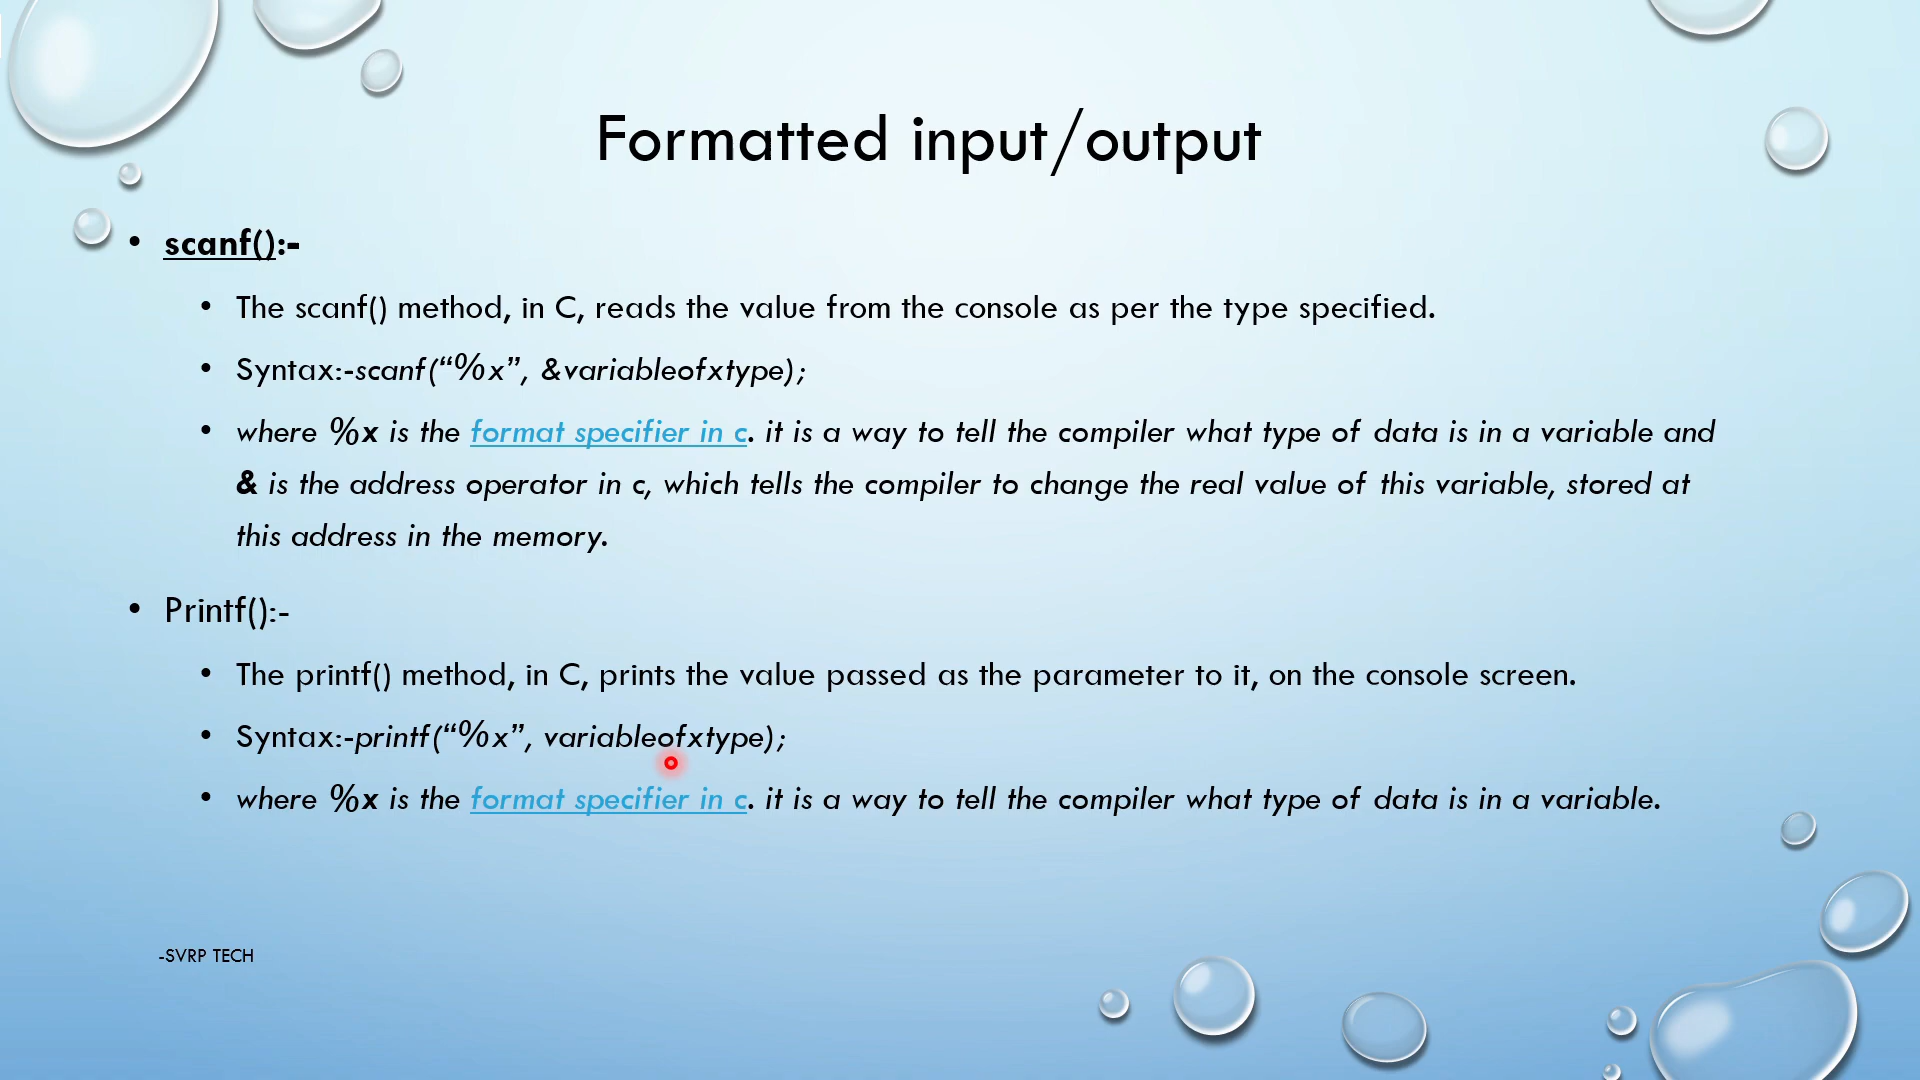 Formatted input/output
• scanf():-
• The scanf() method, in C, reads the value from the console as per the type specified.
• Syntax:-scanf(“%x”, &variableofxtype);
• where %x is the format specifier in c. it is a way to tell the compiler what type of data is in a variable and
& is the address operator in c, which tells the compiler to change the real value of this variable, stored at
this address in the memory.
• Printf():-
• The printf() method, in C, prints the value passed as the parameter to it, on the console screen.
• Syntax:-printf(“%x”, variableofxtype);
• where %x is the format specifier in c. it is a way to tell the compiler what type of data is in a variable.
-SVRP TECH